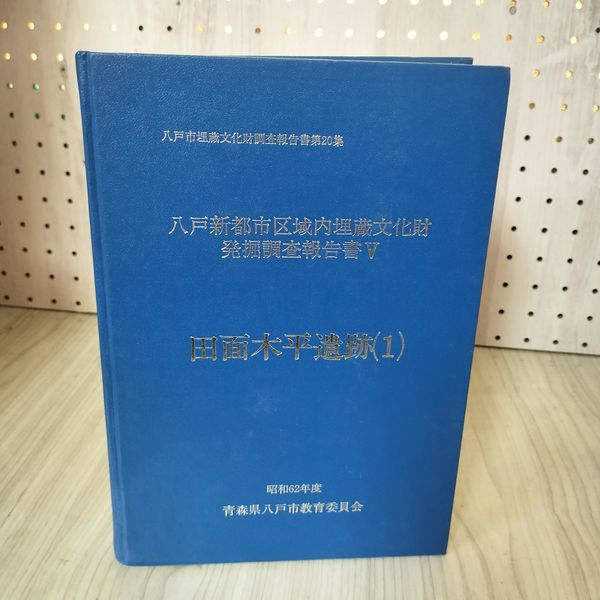 八戸市埋蔵文化財調査報告書第20集
八戸新都市区域内埋蔵文化財
発掘調査報告書Ⅴ
田面木平遺跡(1)
昭和62年度
青森県八戸市教育委員会